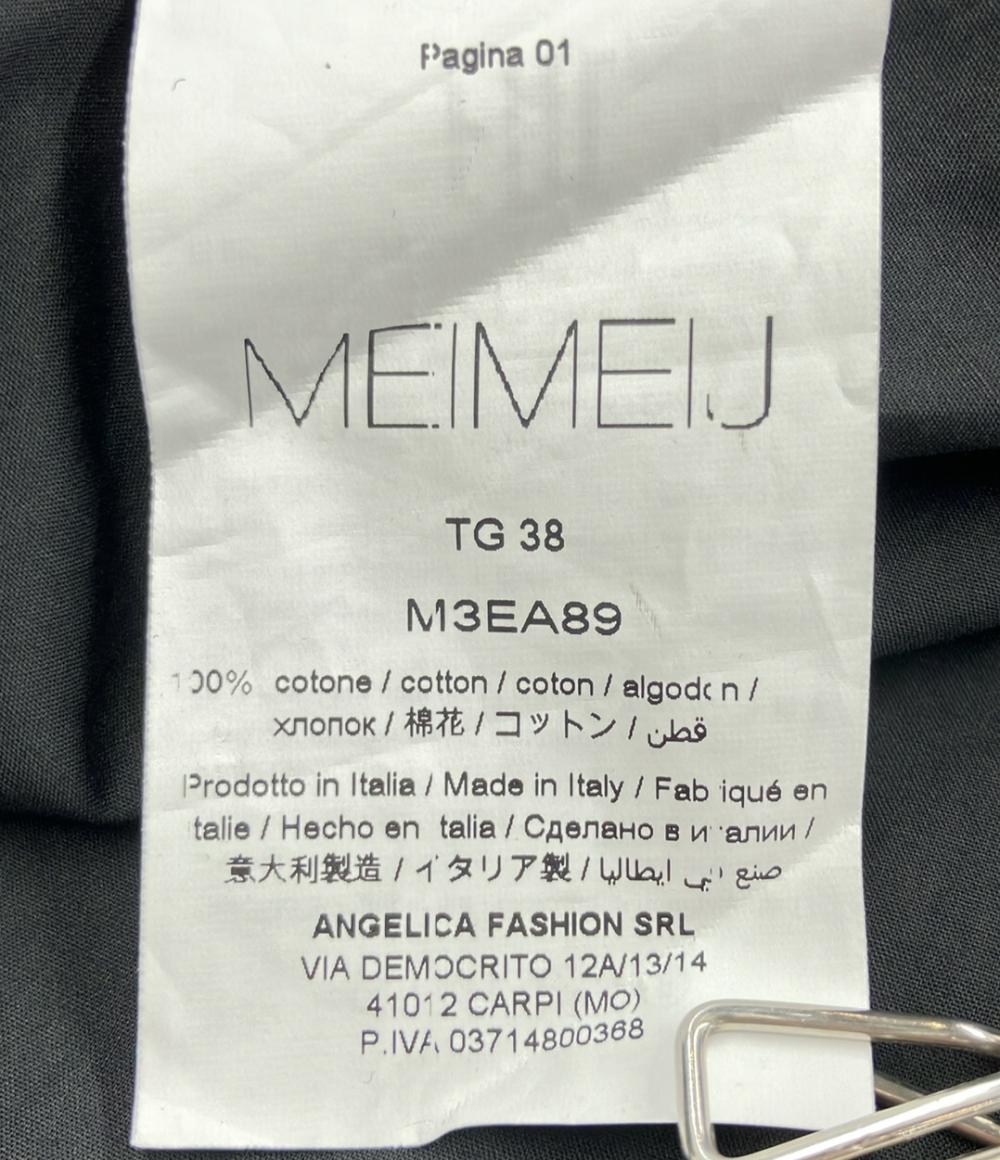 Pagina 01
MEIMEIJ
TG 38
M3EA89
100% cotone / cotton / coton / algodon /
хлопок / 棉花 / コットン / قطن
Prodotto in Italia / Made in Italy / Fabriqué en
talie / Hecho en talia / Сделано в италии /
意大利製造 / イタリア製 / صنع في ايطاليا
ANGELICA FASHION SRL
VIA DEMOCRITO 12A/13/14
41012 CARPI (MO)
P.IVA 03714800368